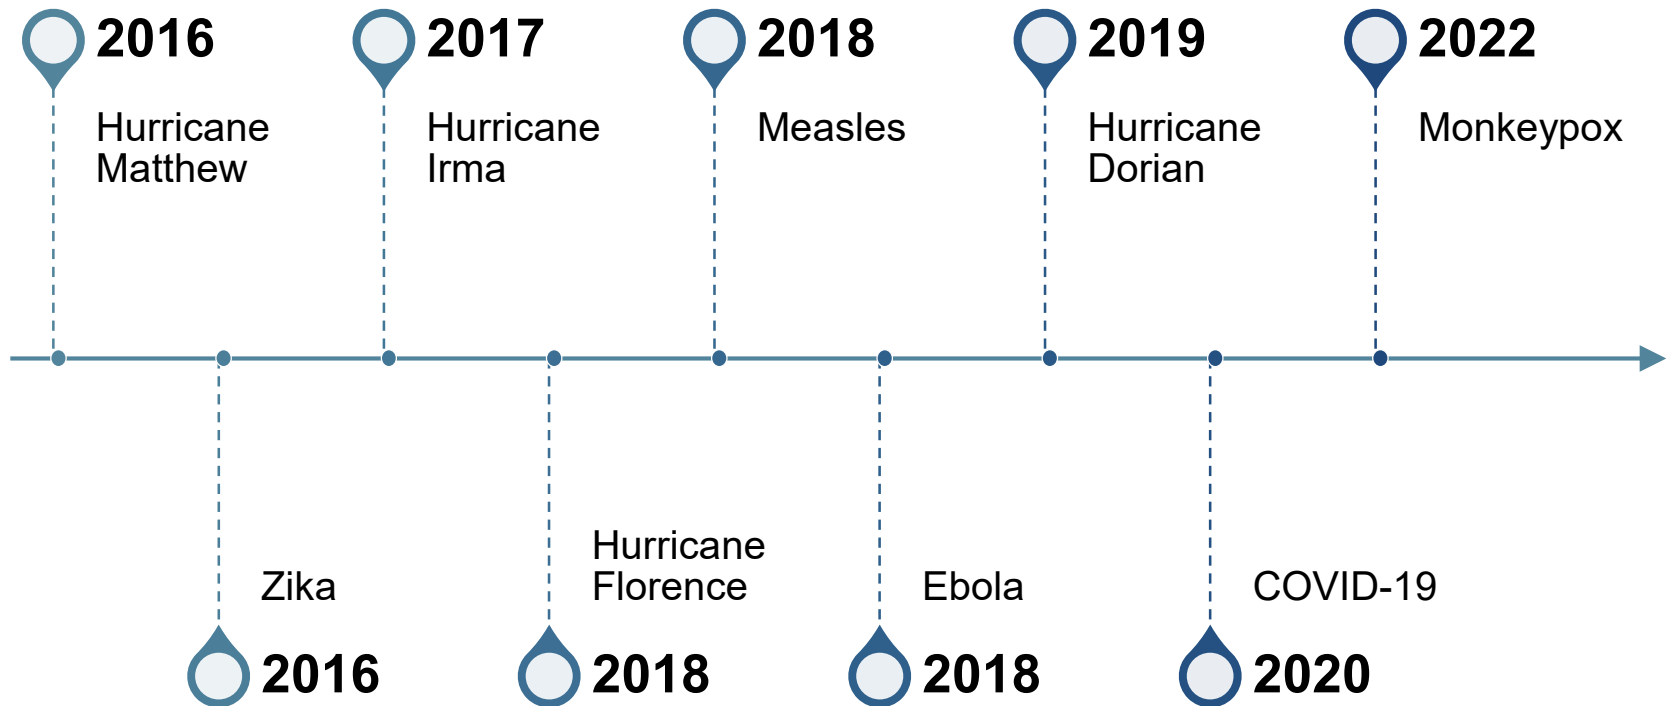 2016
Hurricane
Matthew
2017
Hurricane
Irma
2018
Measles
2019
Hurricane
Dorian
2022
Monkeypox
Zika
2016
Hurricane
Florence
2018
Ebola
2018
COVID-19
2020